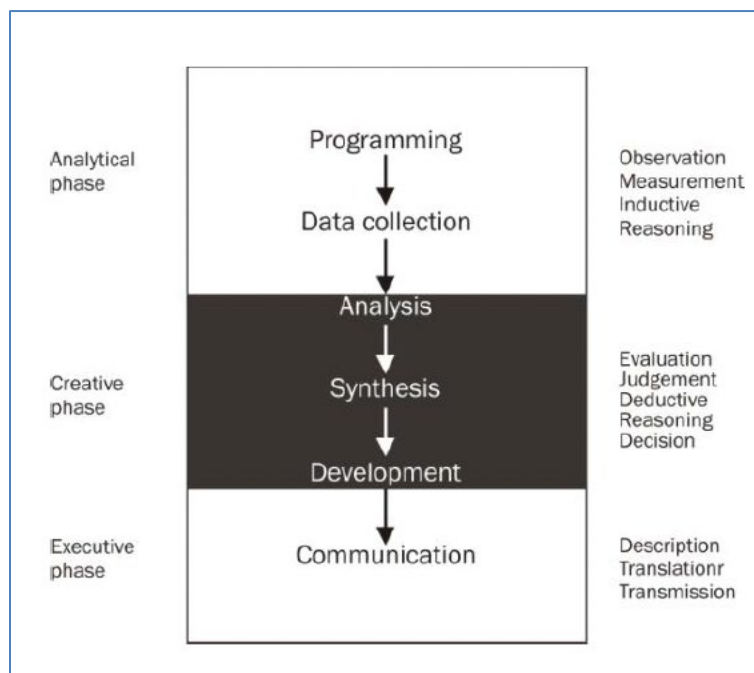 Programming
Analytical
phase
Observation
Measurement
Inductive
Reasoning
Data collection
Analysis
Creative
phase
Synthesis
Evaluation
Judgement
Deductive
Reasoning
Decision
Development
Executive
phase
Communication
Description
Translationr
Transmission